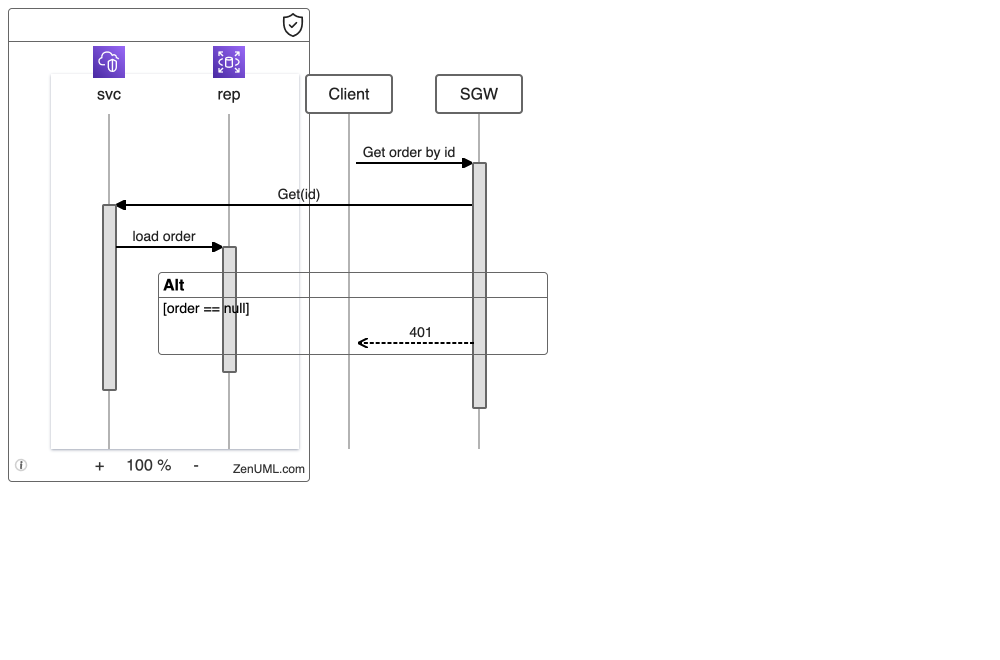 svc
rep
Client
SGW
Get order by id
Get(id)
load order
Alt
[order == null]
401
+ 100 % -
ZenUML.com